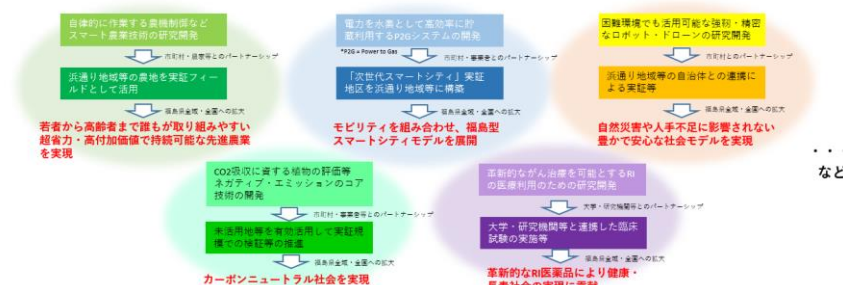 自律的に作業する農機制御など
スマート農業技術の研究開発
市町村・農家等とのパートナーシップ
浜通り地域等の農地を実証フィー
ルドとして活用
福島県全域・全国への拡大
若者から高齢者まで誰もが取り組みやすい
超省力・高付加価値で持続可能な先進農業
を実現
電力を水素として高効率に貯
蔵利用するP2Gシステムの開発
*P2G = Power to Gas
市町村・事業者とのパートナーシップ
「次世代スマートシティ」実証
地区を浜通り地域等に構築
福島県全域・全国への拡大
モビリティを組み合わせ、福島型
スマートシティモデルを展開
困難環境でも活用可能な強靭・精密
なロボット・ドローンの研究開発
市町村とのパートナーシップ
浜通り地域等の自治体との連携に
よる実証等
福島県全域・全国への拡大
自然災害や人手不足に影響されない
豊かで安心な社会モデルを実現
・・・
など
CO2吸収に資する植物の評価等
ネガティブ・エミッションのコア
技術の開発
市町村・事業者等とのパートナーシップ
未活用地等を有効活用して実証規
模での検証等の推進
福島県全域・全国への拡大
カーボンニュートラル社会を実現
革新的ながん治療を可能とするRI
の医療利用のための研究開発
大学・研究機関等とのパートナーシップ
大学・研究機関等と連携した臨床
試験の実施等
福島県全域・全国への拡大
革新的なRI医薬品により健康・
長寿社会の実現に貢献